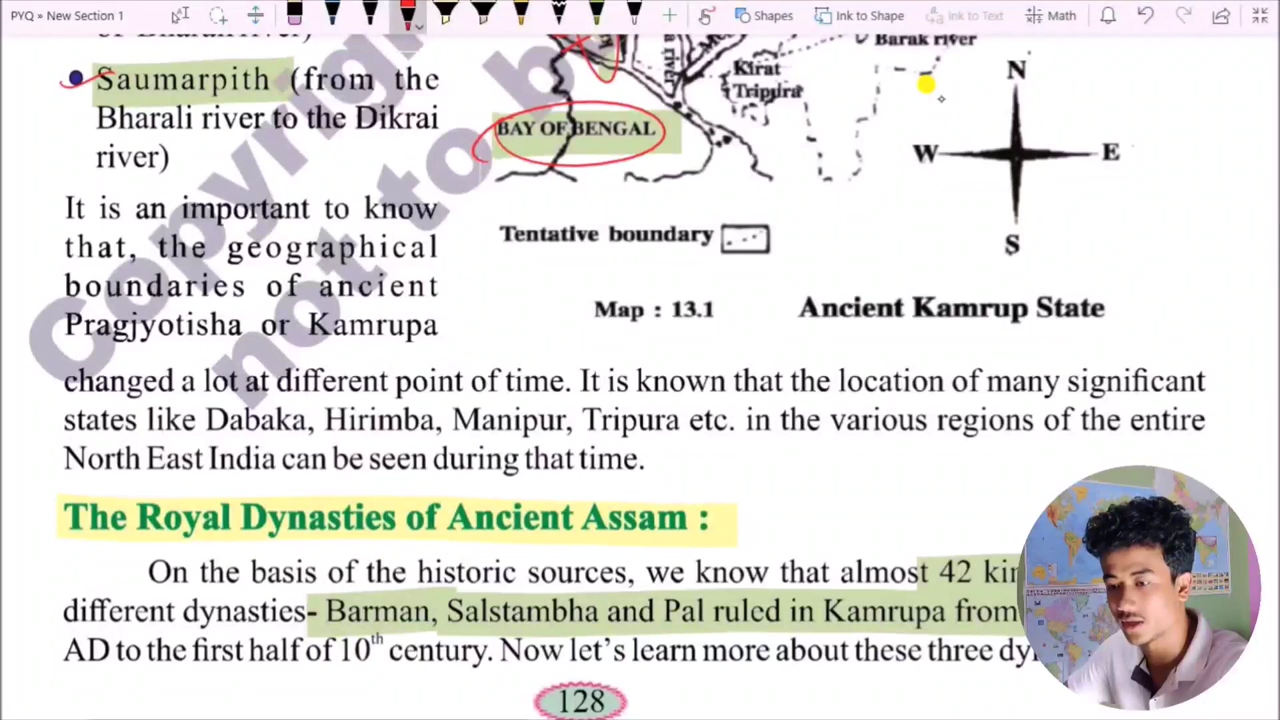 PYQ » New Section 1
Shapes
Ink to Shape
Ink to Text
Math
or Bharali river)
Saumarpith (from the
Bharali river to the Dikrai
river)
It is an important to know
that, the geographical
boundaries of ancient
Pragjyotisha or Kamrupa
Barak river
Kirat
Tripura
BAY OF BENGAL
N
W
E
S
Tentative boundary
Map : 13.1
Ancient Kamrup State
changed a lot at different point of time. It is known that the location of many significant
states like Dabaka, Hirimba, Manipur, Tripura etc. in the various regions of the entire
North East India can be seen during that time.
The Royal Dynasties of Ancient Assam :
On the basis of the historic sources, we know that almost 42
different dynasties- Barman, Salstambha and Pal ruled in Kamrupa from
AD to the first half of 10th century. Now let's learn more about these three
128
Copyright
not to b